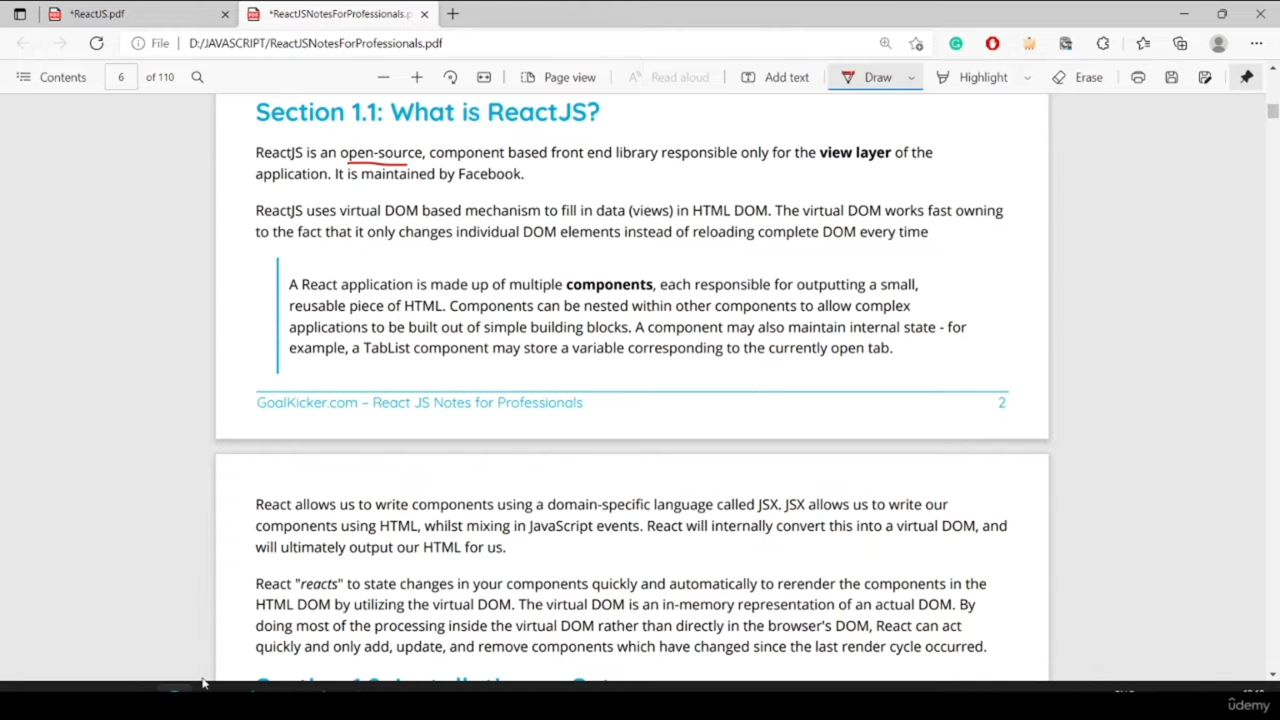 *ReactJS.pdf
*ReactJSNotesForProfessionals.p
File
D:/JAVASCRIPT/ReactJSNotesForProfessionals.pdf
Contents
6
of 110
Page view
Read aloud
Add text
Draw
Highlight
Erase
Section 1.1: What is ReactJS?
ReactJS is an open-source, component based front end library responsible only for the view layer of the
application. It is maintained by Facebook.
ReactJS uses virtual DOM based mechanism to fill in data (views) in HTML DOM. The virtual DOM works fast owning
to the fact that it only changes individual DOM elements instead of reloading complete DOM every time
A React application is made up of multiple components, each responsible for outputting a small,
reusable piece of HTML. Components can be nested within other components to allow complex
applications to be built out of simple building blocks. A component may also maintain internal state - for
example, a TabList component may store a variable corresponding to the currently open tab.
GoalKicker.com – React JS Notes for Professionals
2
React allows us to write components using a domain-specific language called JSX. JSX allows us to write our
components using HTML, whilst mixing in JavaScript events. React will internally convert this into a virtual DOM, and
will ultimately output our HTML for us.
React "reacts" to state changes in your components quickly and automatically to rerender the components in the
HTML DOM by utilizing the virtual DOM. The virtual DOM is an in-memory representation of an actual DOM. By
doing most of the processing inside the virtual DOM rather than directly in the browser's DOM, React can act
quickly and only add, update, and remove components which have changed since the last render cycle occurred.
ûdemy